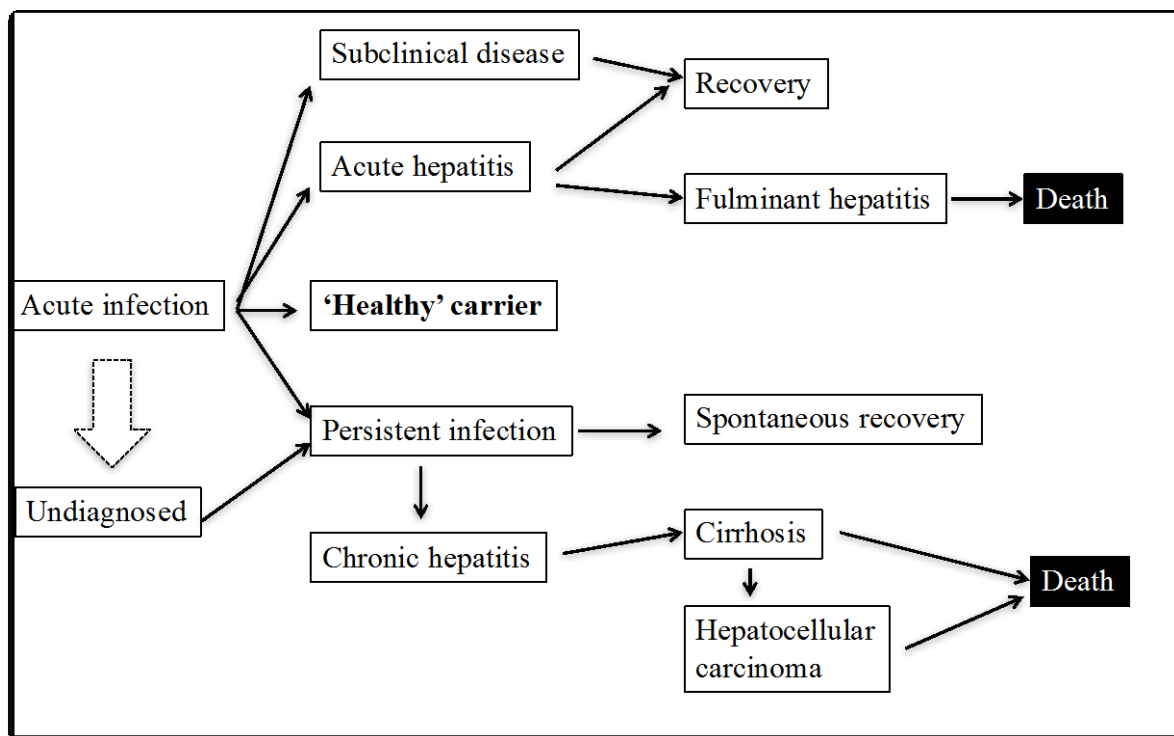 Subclinical disease
Recovery
Acute hepatitis
Fulminant hepatitis
Death
Acute infection
‘Healthy’ carrier
Persistent infection
Spontaneous recovery
Undiagnosed
Chronic hepatitis
Cirrhosis
Death
Hepatocellular
carcinoma